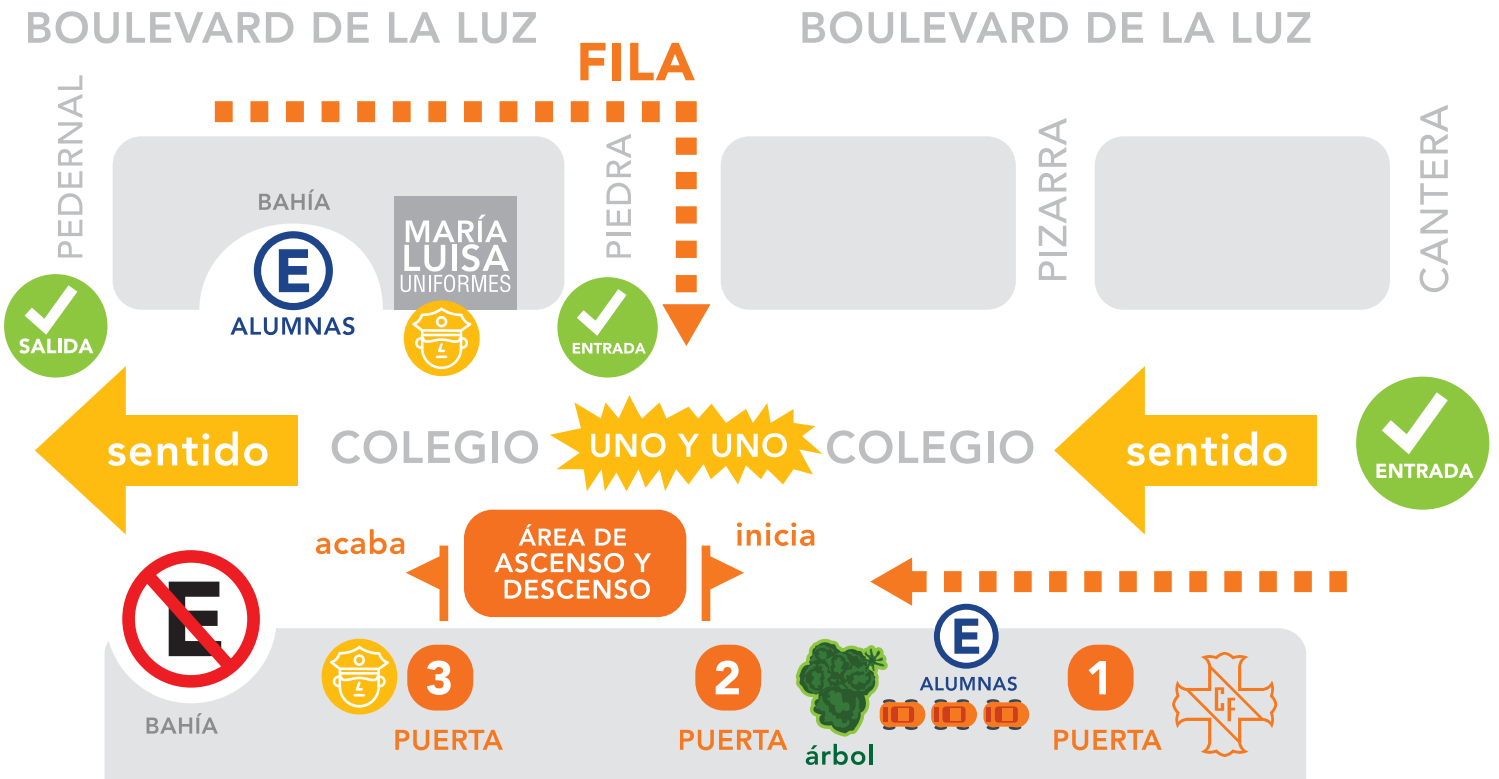 BOULEVARD DE LA LUZ
BOULEVARD DE LA LUZ
FILA
PEDERNAL
PIEDRA
PIZARRA
CANTERA
BAHÍA
E
ALUMNAS
MARÍA
LUISA
UNIFORMES
SALIDA
ENTRADA
sentido
COLEGIO
UNO Y UNO
COLEGIO
sentido
ENTRADA
acaba
ÁREA DE
ASCENSO Y
DESCENSO
inicia
E
BAHÍA
3
PUERTA
2
PUERTA
árbol
E
ALUMNAS
1
PUERTA
CF